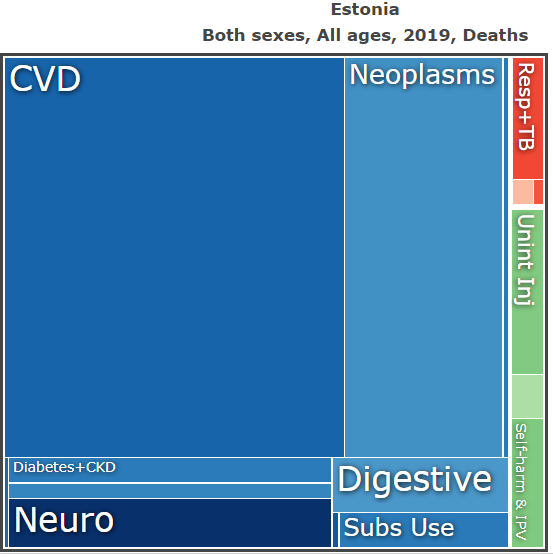 Estonia
Both sexes, All ages, 2019, Deaths
CVD
Neoplasms
Resp+TB
Unint Inj
Diabetes+CKD
Digestive
Self-harm & IPV
Neuro
Subs Use